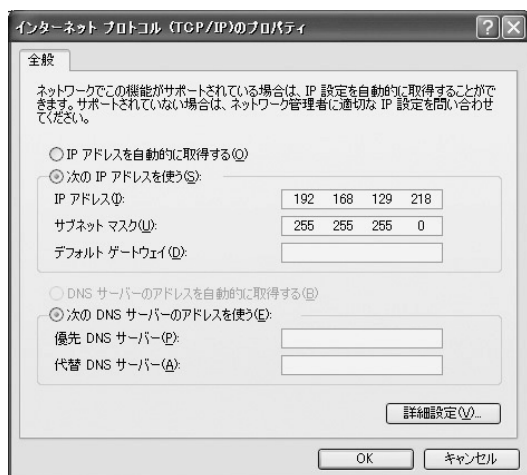 インターネット プロトコル (TCP/IP)のプロパティ
全般
ネットワークでこの機能がサポートされている場合は、IP 設定を自動的に取得することがで
きます。サポートされていない場合は、ネットワーク管理者に適切な IP 設定を問い合わせ
てください。
IP アドレスを自動的に取得する(O)
次の IP アドレスを使う(S):
IP アドレス(I): 192 168 129 218
サブネット マスク(U): 255 255 255 0
デフォルト ゲートウェイ(D):
DNS サーバーのアドレスを自動的に取得する(B)
次の DNS サーバーのアドレスを使う(E):
優先 DNS サーバー(P):
代替 DNS サーバー(A):
詳細設定(V)...
OK キャンセル